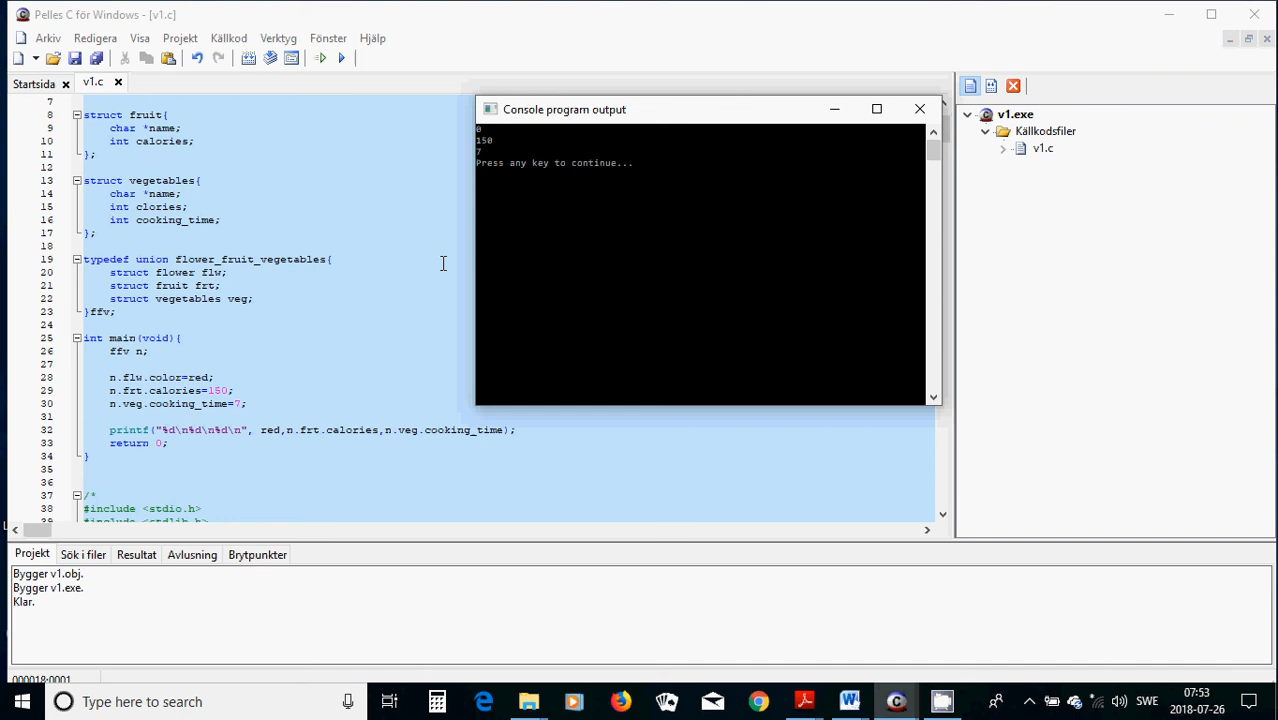 Pelles C för Windows - [v1.c]
Arkiv Redigera Visa Projekt Källkod Verktyg Fönster Hjälp
Startsida v1.c
7
8 struct fruit{
9 char *name;
10 int calories;
11 };
12
13 struct vegetables{
14 char *name;
15 int clories;
16 int cooking_time;
17 };
18
19 typedef union flower_fruit_vegetables{
20 struct flower flw;
21 struct fruit frt;
22 struct vegetables veg;
23 }ffv;
24
25 int main(void){
26 ffv n;
27
28 n.flw.color=red;
29 n.frt.calories=150;
30 n.veg.cooking_time=7;
31
32 printf("%d\n%d\n%d\n", red,n.frt.calories,n.veg.cooking_time);
33 return 0;
34 }
35
36
37 /*
38 #include <stdio.h>
39 #include <stdlib.h>
Console program output
0
150
7
Press any key to continue...
v1.exe
Källkodsfiler
v1.c
Projekt Sök i filer Resultat Avlusning Brytpunkter
Bygger v1.obj.
Bygger v1.exe.
Klar.
000018:0001
Type here to search
SWE
07:53
2018-07-26